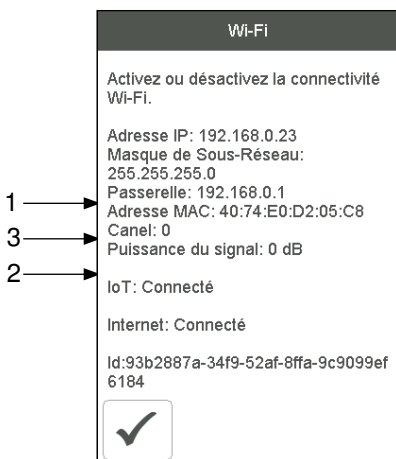 Wi-Fi
Activez ou désactivez la connectivité
Wi-Fi.
Adresse IP: 192.168.0.23
Masque de Sous-Réseau:
255.255.255.0
Passerelle: 192.168.0.1
1
Adresse MAC: 40:74:E0:D2:05:C8
Canel: 0
3
Puissance du signal: 0 dB
2
IoT: Connecté
Internet: Connecté
Id:93b2887a-34f9-52af-8ffa-9c9099ef
6184